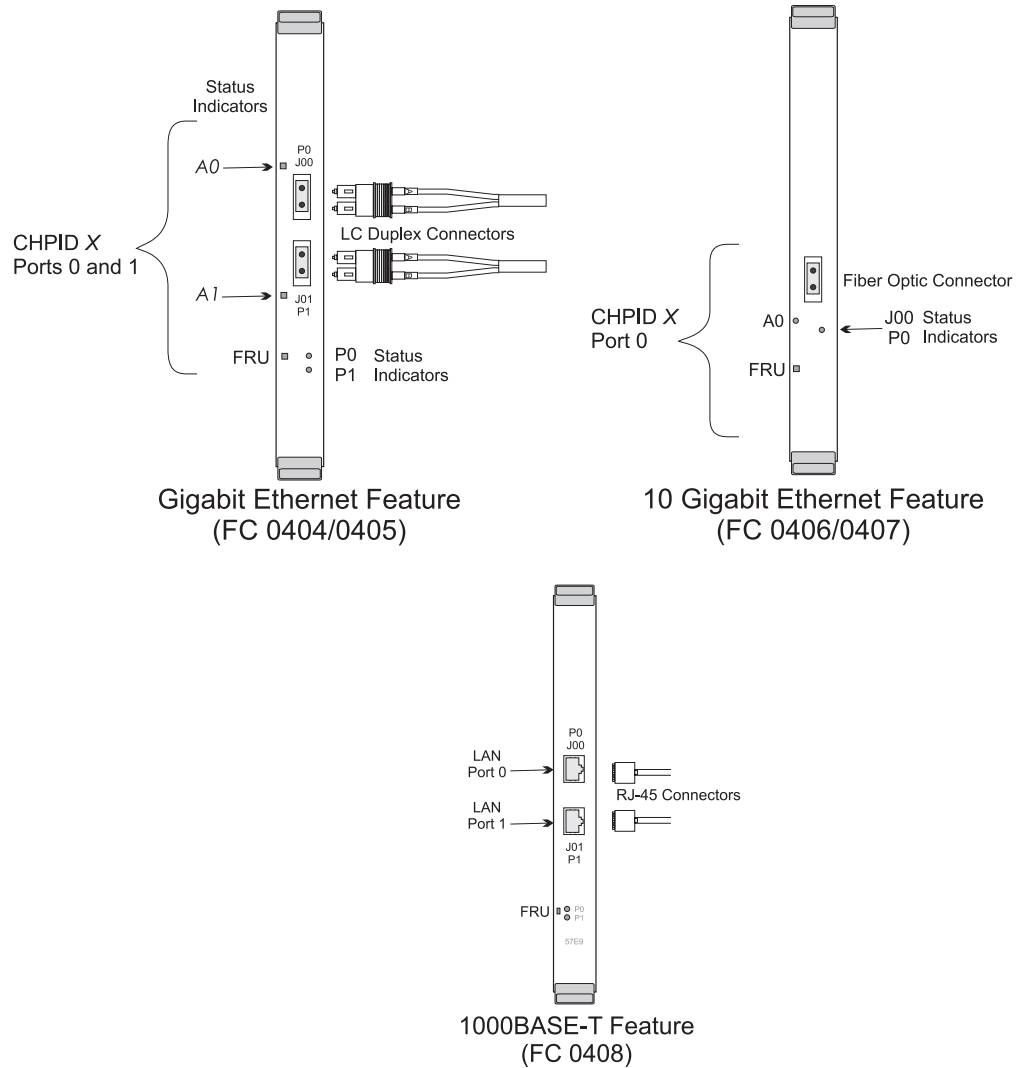 Status
Indicators
P0
J00
A0
LC Duplex Connectors
CHPID X
Ports 0 and 1
A1
J01
P1
FRU
P0 Status
P1 Indicators
Gigabit Ethernet Feature
(FC 0404/0405)
Fiber Optic Connector
CHPID X
Port 0
A0
J00 Status
P0 Indicators
FRU
10 Gigabit Ethernet Feature
(FC 0406/0407)
P0
J00
LAN
Port 0
RJ-45 Connectors
LAN
Port 1
J01
P1
FRU
P0
P1
57E9
1000BASE-T Feature
(FC 0408)